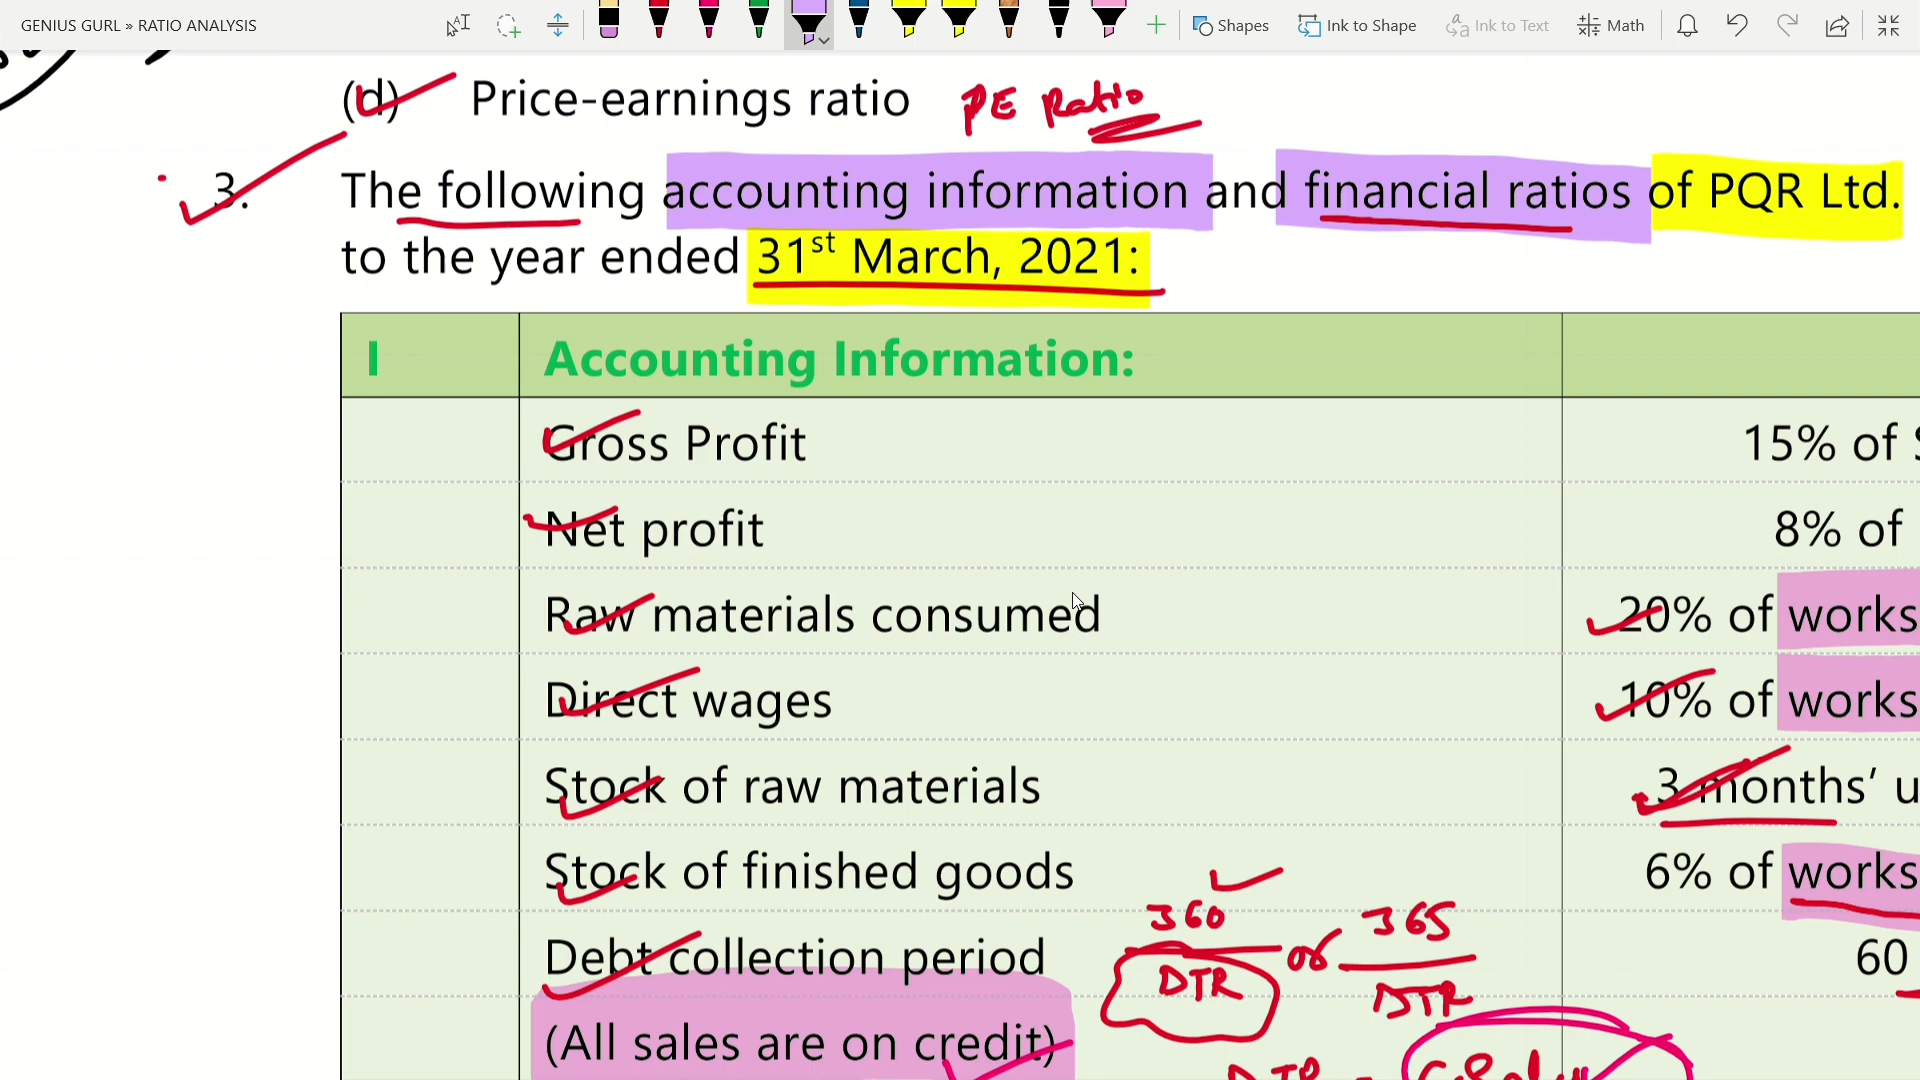 GENIUS GURL » RATIO ANALYSIS
Shapes
Ink to Shape
Ink to Text
Math
(d) Price-earnings ratio PE Ratio
3. The following accounting information and financial ratios of PQR Ltd.
to the year ended 31st March, 2021:
I Accounting Information:
Gross Profit 15% of
Net profit 8% of
Raw materials consumed 20% of works
Direct wages 10% of works
Stock of raw materials 3 months' u
Stock of finished goods 6% of works
360 or 365
Debt collection period 60
DTR DTR
(All sales are on credit)
DTR